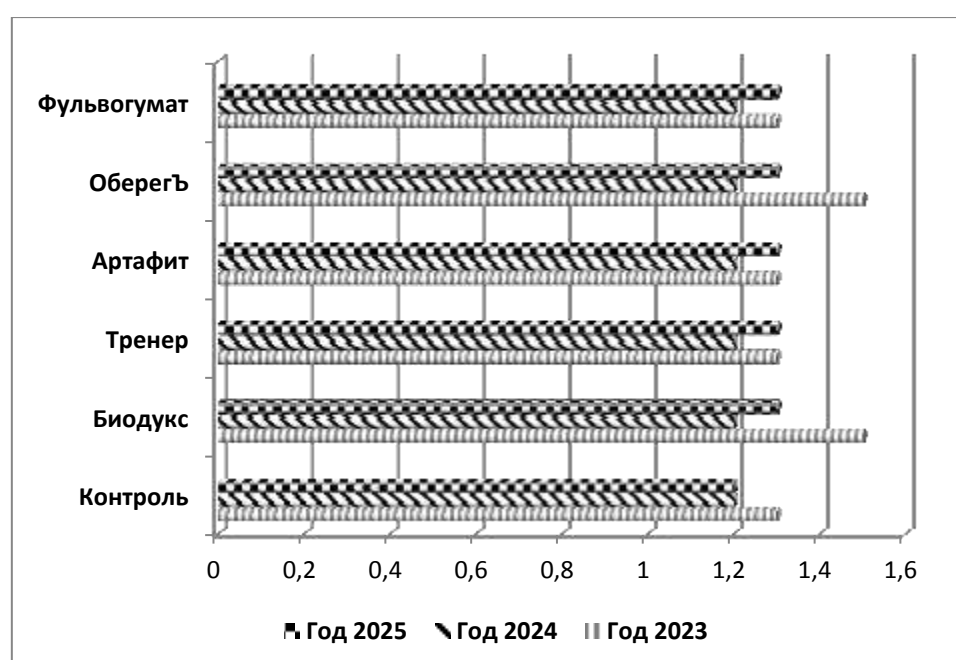 Фульвогумат
ОберегЪ
Артафит
Тренер
Биодукс
Контроль
0 0,2 0,4 0,6 0,8 1 1,2 1,4 1,6
Год 2025 Год 2024 Год 2023